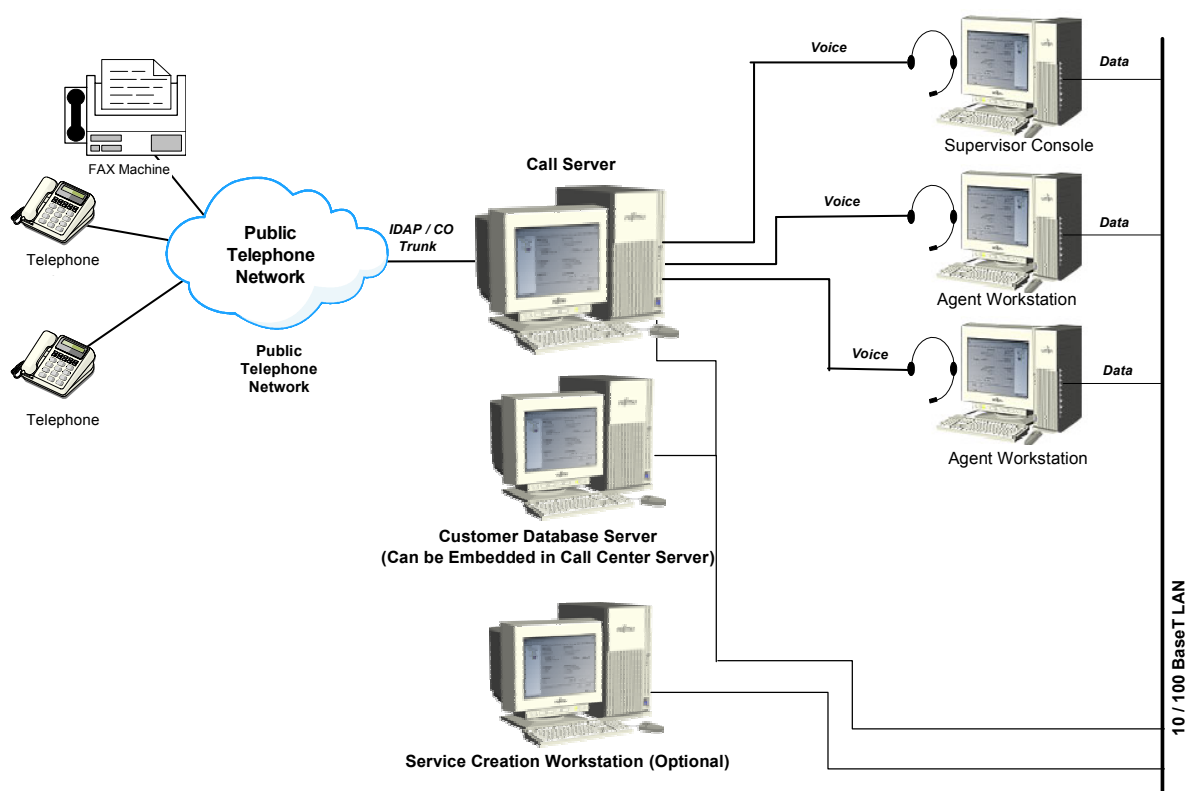 Voice
Data
Supervisor Console
FAX Machine
Call Server
Telephone
Public
Telephone
Network
IDAP / CO
Trunk
Voice
Data
Agent Workstation
Public
Telephone
Network
Telephone
Voice
Data
Agent Workstation
Customer Database Server
(Can be Embedded in Call Center Server)
10 / 100 BaseT LAN
Service Creation Workstation (Optional)